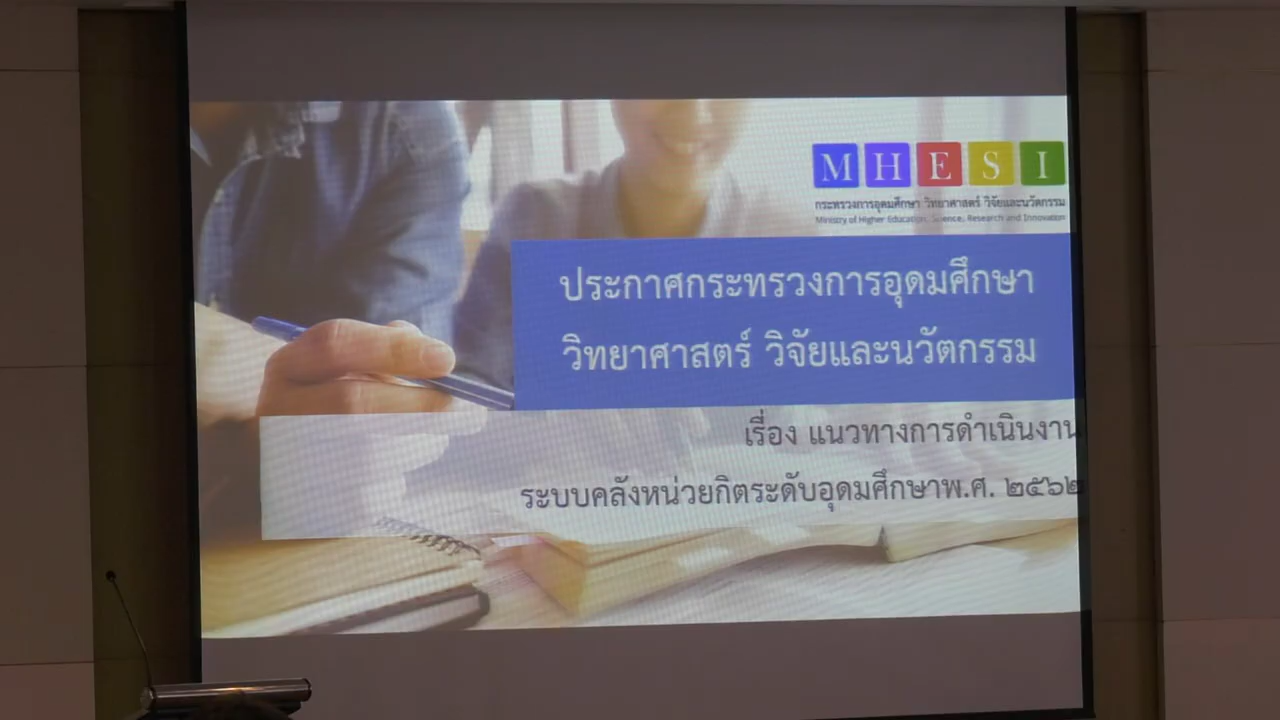 MHESI
กระทรวงการอุดมศึกษา วิทยาศาสตร์ วิจัยและนวัตกรรม
Ministry of Higher Education, Science, Research and Innovation
ประกาศกระทรวงการอุดมศึกษา
วิทยาศาสตร์ วิจัยและนวัตกรรม
เรื่อง แนวทางการดำเนินงาน
ระบบคลังหน่วยกิตระดับอุดมศึกษาพ.ศ. ๒๕๖๒